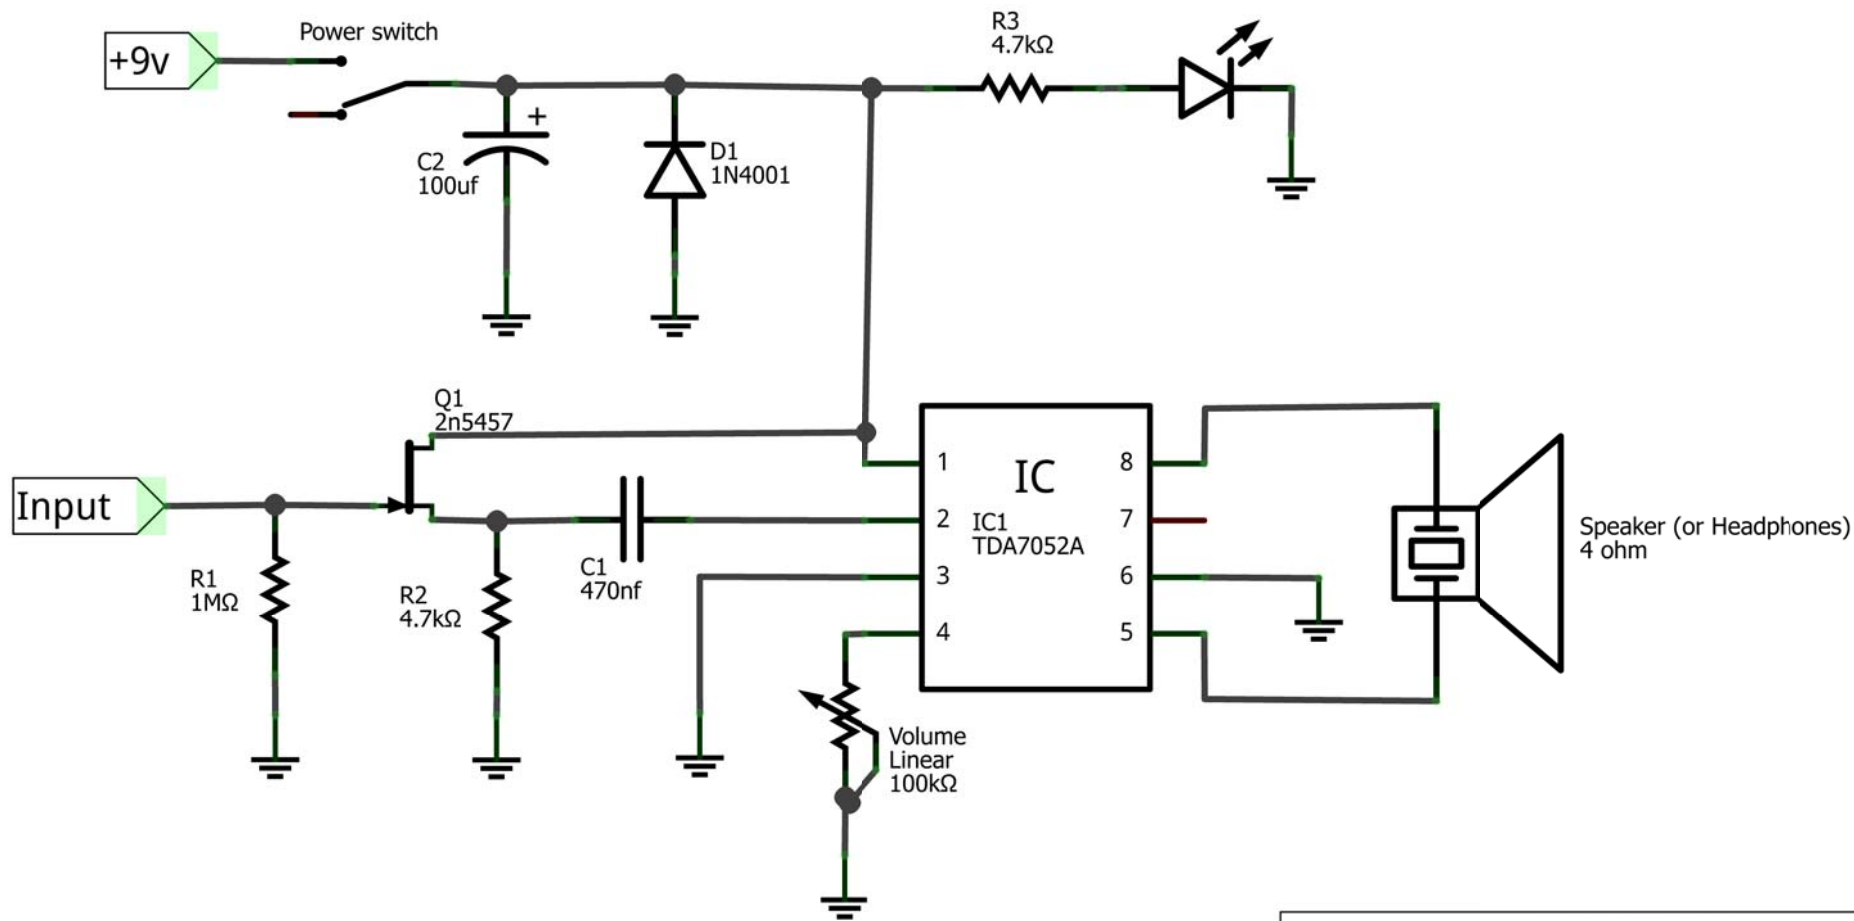 Power switch
+9v
R3
4.7kΩ
+
C2
100uf
D1
1N4001
Q1
2n5457
Input
R1
1MΩ
R2
4.7kΩ
C1
470nf
IC
IC1
TDA7052A
1
2
3
4
8
7
6
5
Speaker (or Headphones)
4 ohm
Volume
Linear
100kΩ